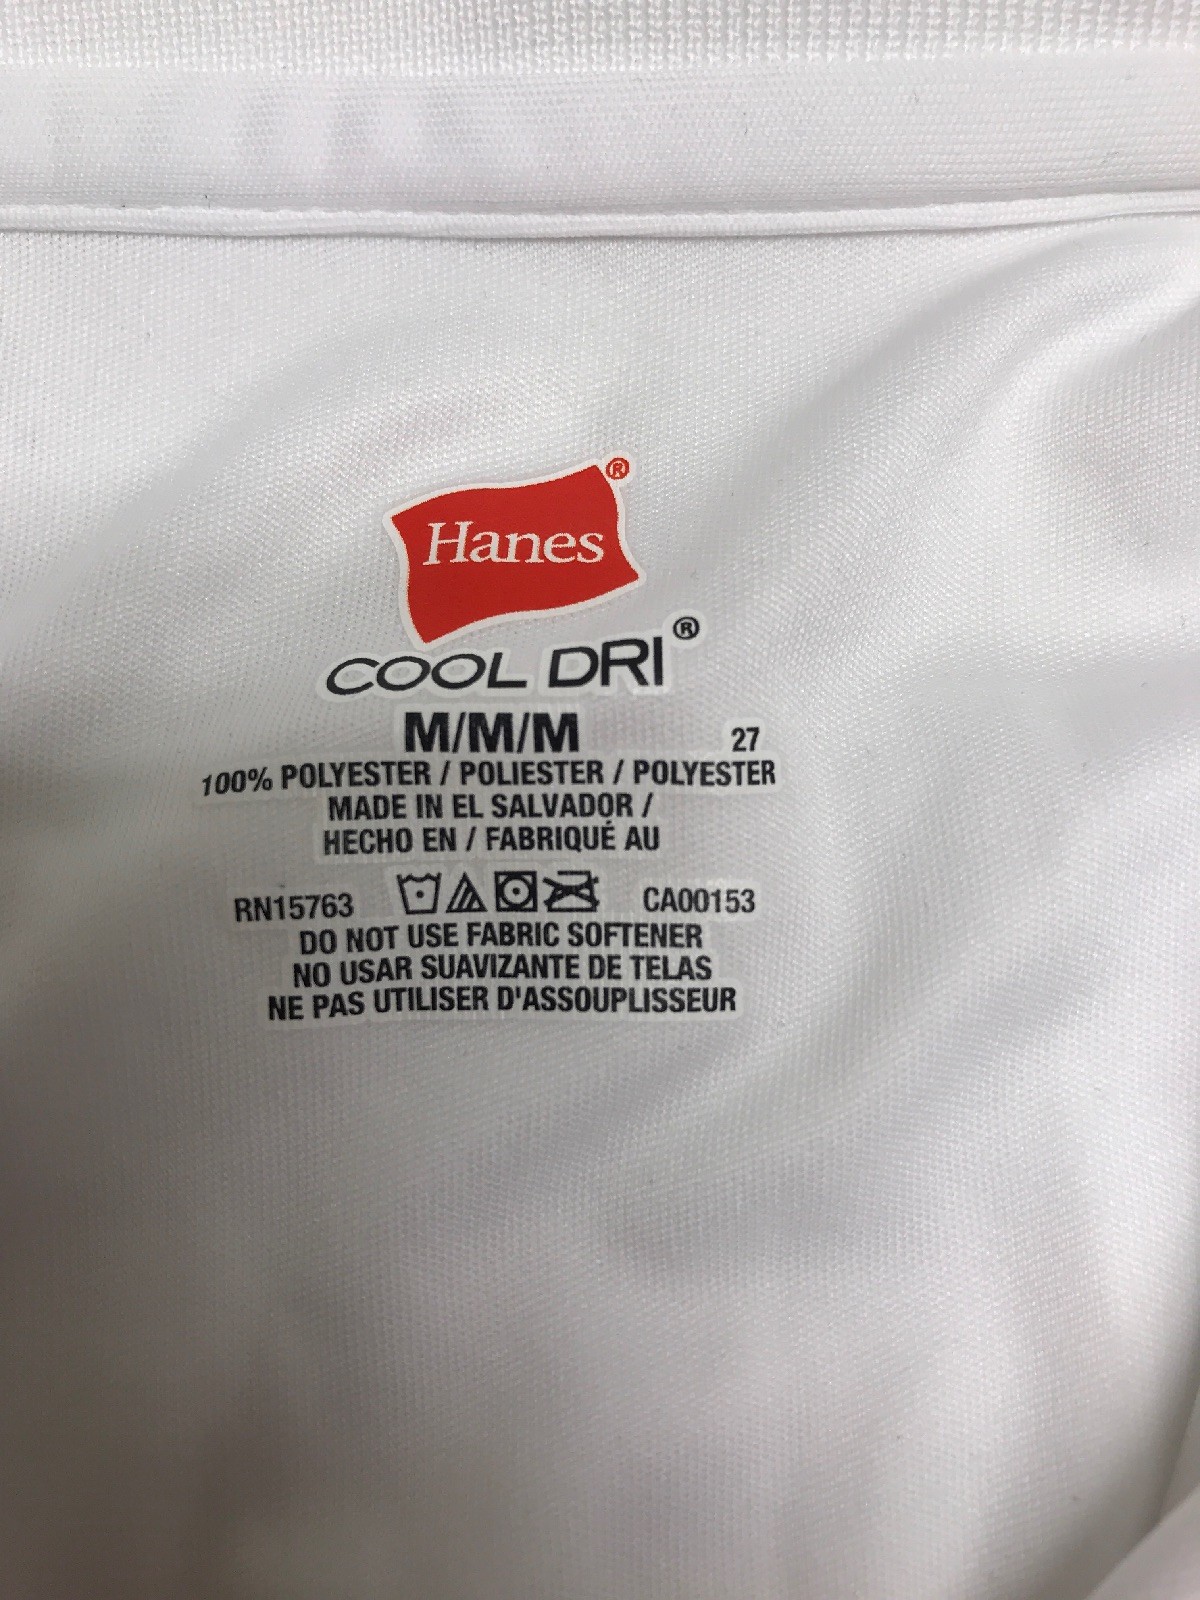 Hanes®
COOL DRI®
M/M/M 27
100% POLYESTER / POLIESTER / POLYESTER
MADE IN EL SALVADOR /
HECHO EN / FABRIQUÉ AU
RN15763 CA00153
DO NOT USE FABRIC SOFTENER
NO USAR SUAVIZANTE DE TELAS
NE PAS UTILISER D'ASSOUPLISSEUR